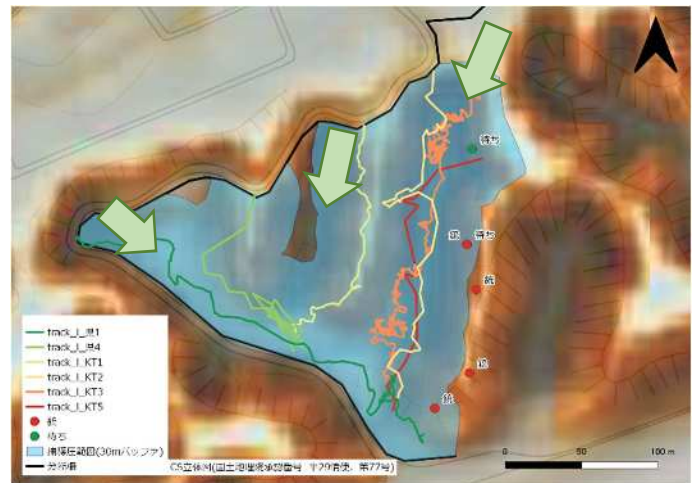 待ち
銃 待ち
銃
銃
銃
track_I_県1
track_I_県4
track_I_KT1
track_I_KT2
track_I_KT3
track_I_KT5
銃
待ち
捕獲圧範囲(30mバッファ)
分析柵
CS立体図(国土地理院承認番号 平29情使、第77号)
0 50 100 m